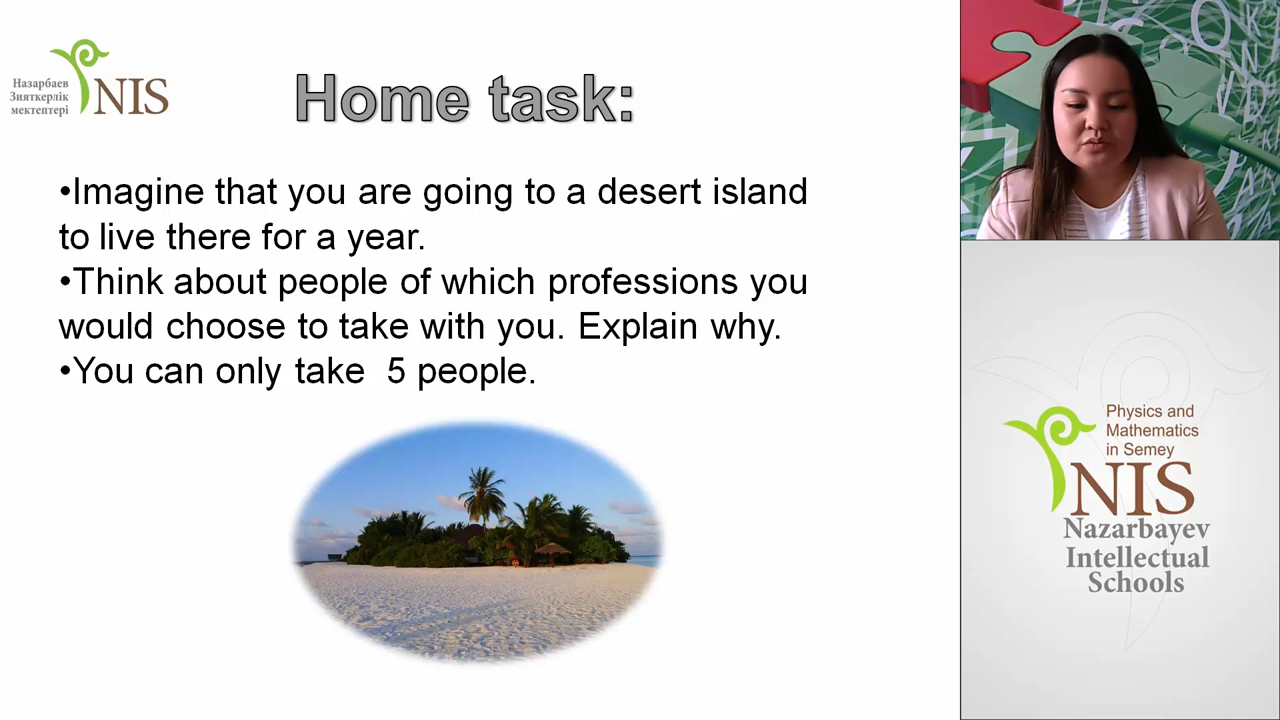 Назарбаев
Зияткерлік
мектептері
NIS
Home task:
•Imagine that you are going to a desert island
to live there for a year.
•Think about people of which professions you
would choose to take with you. Explain why.
•You can only take  5 people.
Physics and
Mathematics
in Semey
NIS
Nazarbayev
Intellectual
Schools